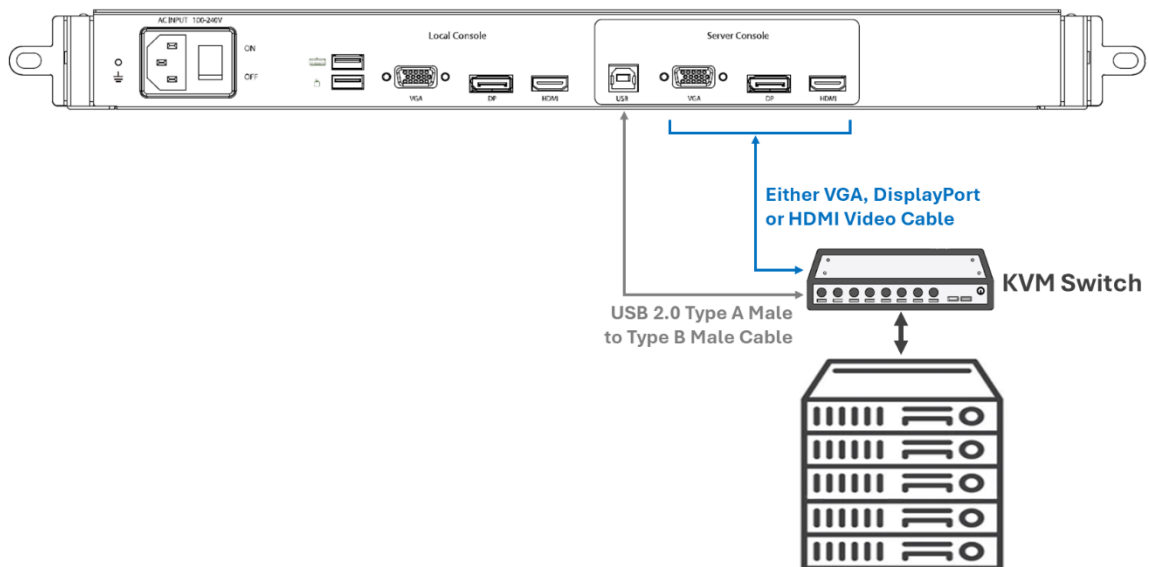 AC INPUT 100-240V
ON
OFF
Local Console
VGA
DP
HDMI
Server Console
USB
VGA
DP
HDMI
Either VGA, DisplayPort
or HDMI Video Cable
KVM Switch
USB 2.0 Type A Male
to Type B Male Cable